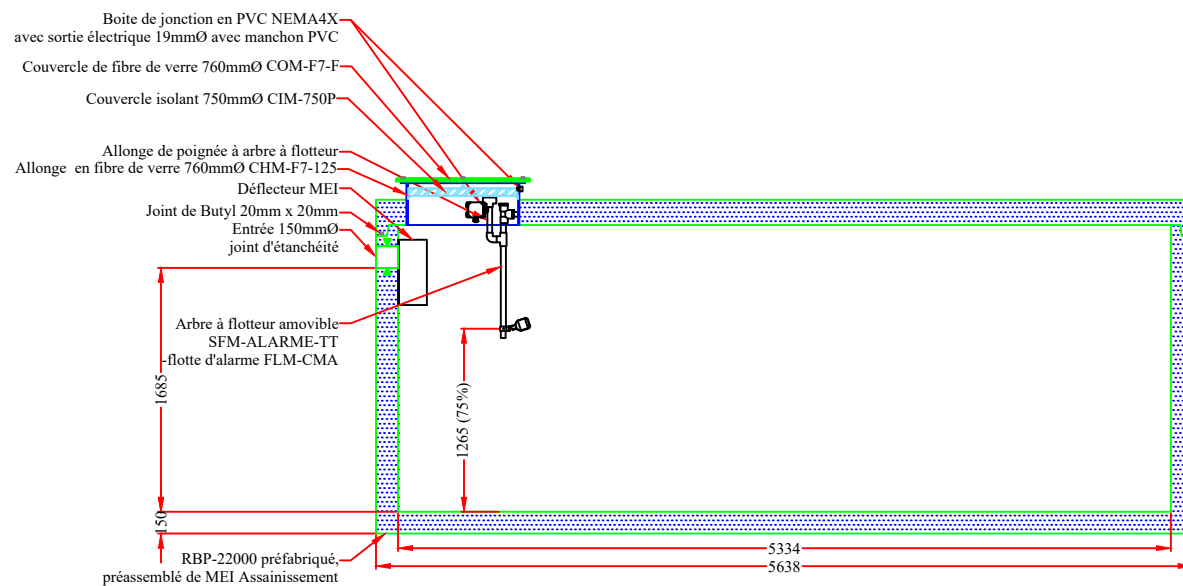 Boite de jonction en PVC NEMA4X
avec sortie électrique 19mmØ avec manchon PVC
Couvercle de fibre de verre 760mmØ COM-F7-F
Couvercle isolant 750mmØ CIM-750P
Allonge de poignée à arbre à flotteur
Allonge en fibre de verre 760mmØ CHM-F7-125
Déflecteur MEI
Joint de Butyl 20mm x 20mm
Entrée 150mmØ
joint d'étanchéité
Arbre à flotteur amovible
SFM-ALARME-TT
-flotte d'alarme FLM-CMA
1685
1265 (75%)
150
5334
5638
RBP-22000 préfabriqué,
préassemblé de MEI Assainissement